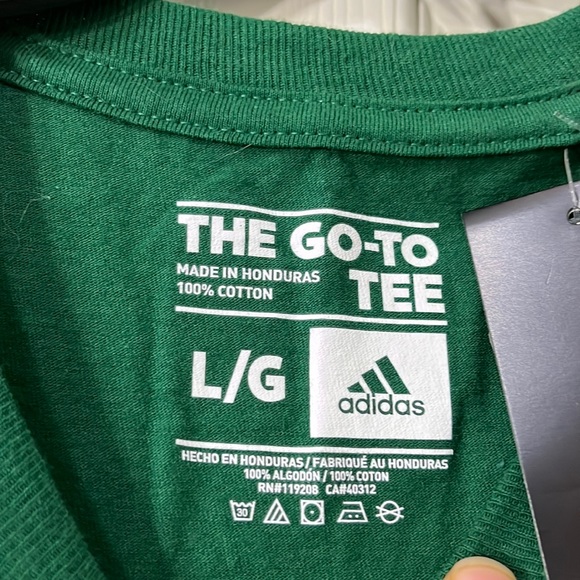 THE GO-TO
MADE IN HONDURAS
100% COTTON
TEE
L/G
adidas
HECHO EN HONDURAS/FABRIQUÉ AU HONDURAS
100% ALGODÓN/100% COTON
RN#119208 CA#40312
30